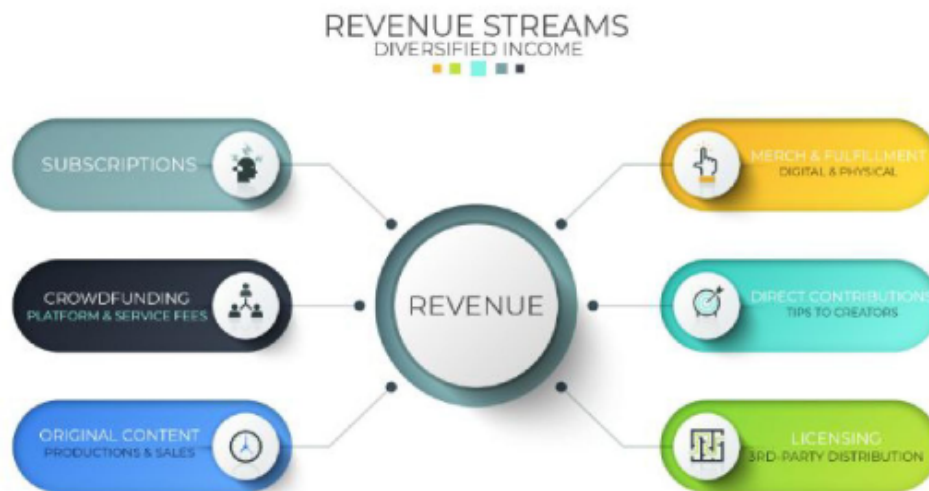 REVENUE STREAMS
DIVERSIFIED INCOME
SUBSCRIPTIONS
CROWDFUNDING
PLATFORM & SERVICE FEES
ORIGINAL CONTENT
PRODUCTIONS & SALES
REVENUE
MERCH & FULFILLMENT
DIGITAL & PHYSICAL
DIRECT CONTRIBUTIONS
TIPS TO CREATORS
LICENSING
3RD-PARTY DISTRIBUTION